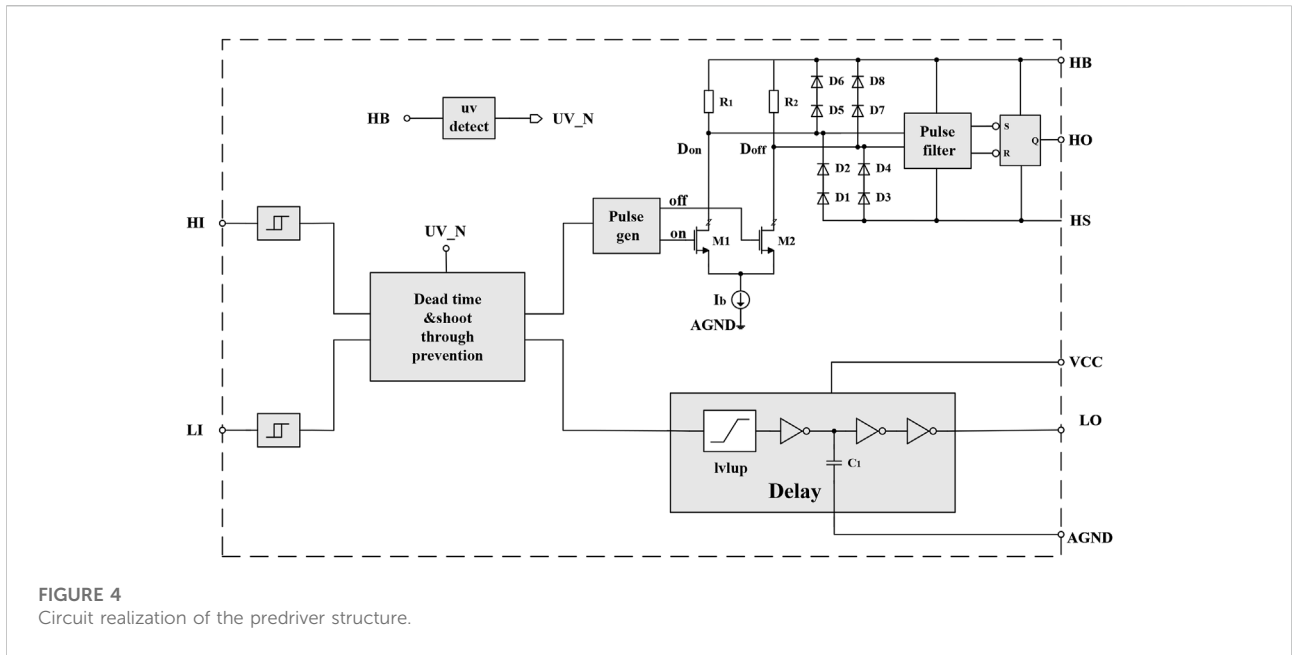 HB
uv
detect
UV_N
HI
UV_N
Dead time
&shoot
through
prevention
LI
Pulse
gen
off
on
R1
R2
Don
Doff
M1
M2
Ib
AGND
D6
D8
D5
D7
D2
D4
D1
D3
Pulse
filter
S
R
Q
HB
HO
HS
VCC
lvlup
C1
Delay
LO
AGND
FIGURE 4
Circuit realization of the predriver structure.